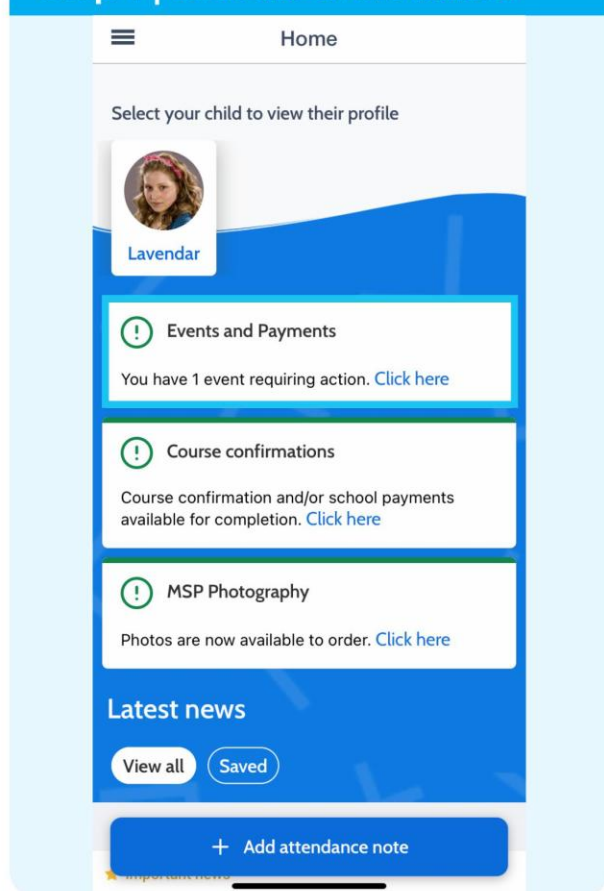 Home
Select your child to view their profile
Lavendar
Events and Payments
You have 1 event requiring action. Click here
Course confirmations
Course confirmation and/or school payments
available for completion. Click here
MSP Photography
Photos are now available to order. Click here
Latest news
View all Saved
+ Add attendance note
Important news